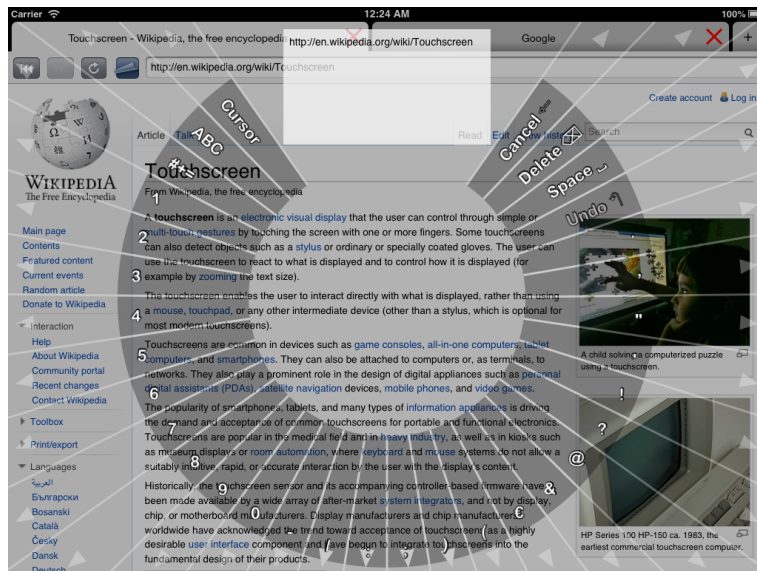 Carrier
12:24 AM
100%
Touchscreen - Wikipedia, the free encyclopedia
http://en.wikipedia.org/wiki/Touchscreen
Google
+
http://en.wikipedia.org/wiki/Touchscreen
Create account Log in
Article Talk Read Edit View history Search
WIKIPEDIA
The Free Encyclopedia
Main page
Contents
Featured content
Current events
Random article
Donate to Wikipedia
Interaction
Help
About Wikipedia
Community portal
Recent changes
Contact Wikipedia
Toolbox
Print/export
Languages
العربية
Български
Bosanski
Català
Česky
Dansk
Deutsch
Touchscreen
From Wikipedia, the free encyclopedia
A touchscreen is an electronic visual display that the user can control through simple or
multi-touch gestures by touching the screen with one or more fingers. Some touchscreens
can also detect objects such as a stylus or ordinary or specially coated gloves. The user can
use the touchscreen to react to what is displayed and to control how it is displayed (for
example by zooming the text size).
The touchscreen enables the user to interact directly with what is displayed, rather than using
a mouse, touchpad, or any other intermediate device (other than a stylus, which is optional for
most modern touchscreens).
Touchscreens are common in devices such as game consoles, all-in-one computers, tablet
computers, and smartphones. They can also be attached to computers or, as terminals, to
networks. They also play a prominent role in the design of digital appliances such as personal
digital assistants (PDAs), satellite navigation devices, mobile phones, and video games.
The popularity of smartphones, tablets, and many types of information appliances is driving
the demand and acceptance of common touchscreens for portable and functional electronics.
Touchscreens are popular in the medical field and in heavy industry, as well as in kiosks such
as museum displays or room automation, where keyboard and mouse systems do not allow a
suitably intuitive, rapid, or accurate interaction by the user with the display's content.
Historically, the touchscreen sensor and its accompanying controller-based firmware have
been made available by a wide array of after-market system integrators, and not by display,
chip, or motherboard manufacturers. Display manufacturers and chip manufacturers
worldwide have acknowledged the trend toward acceptance of touchscreens as a highly
desirable user interface component and have begun to integrate touchscreens into the
fundamental design of their products.
A child solving a computerized puzzle
using a touchscreen.
HP Series 100 HP-150 ca. 1983, the
earliest commercial touchscreen computer.
Cursor
ABC
#+=
1
2
3
4
5
6
7
8
9
0
-
/
:
;
)
(
€
&
@
?
!
"
'
,
.
Undo
Space
Delete
Cancel